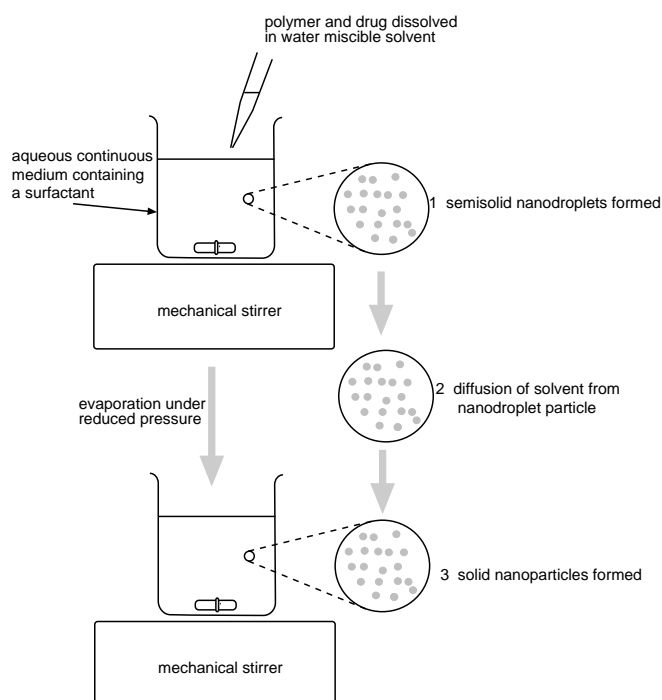 polymer and drug dissolved
in water miscible solvent
aqueous continuous
medium containing
a surfactant
1 semisolid nanodroplets formed
mechanical stirrer
2 diffusion of solvent from
nanodroplet particle
evaporation under
reduced pressure
3 solid nanoparticles formed
mechanical stirrer